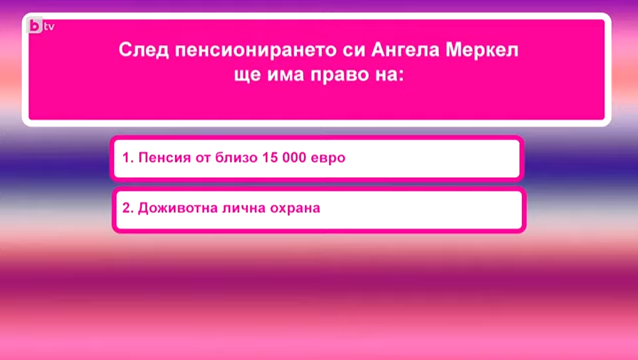 btv
След пенсионирането си Ангела Меркел
ще има право на:
1. Пенсия от близо 15 000 евро
2. Доживотна лична охрана